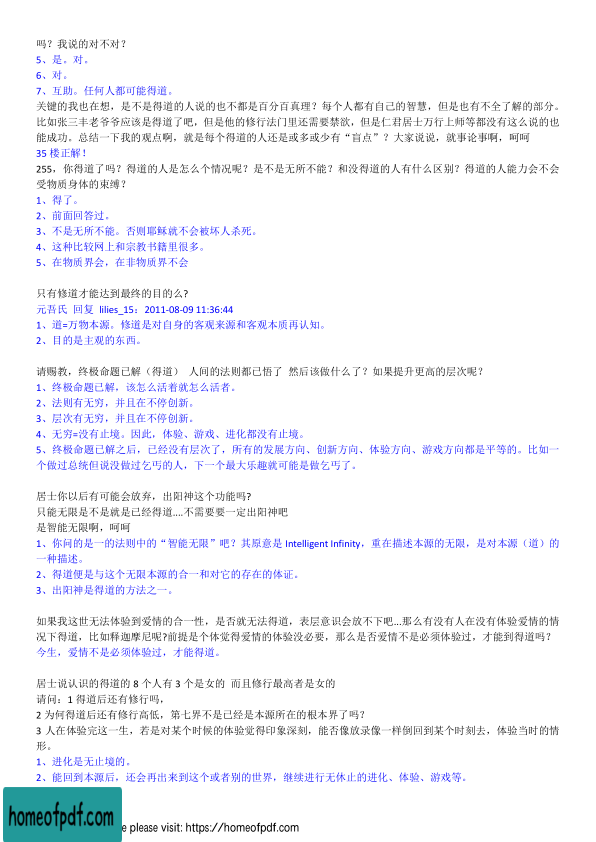 吗？我说的对不对？
5、是。对。
6、对。
7、互助。任何人都可能得道。
关键的我也在想，是不是得道的人说的也不都是百分百真理？每个人都有自己的智慧，但是也有不全了解的部分。
比如张三丰老爷爷应该是得道了吧，但是他的修行法门里还需要禁欲，但是仁君居士万行上师等都没有这么说的也
能成功。总结一下我的观点啊，就是每个得道的人还是或多或少有“盲点”？大家说说，就事论事啊，呵呵
35 楼正解！
255，你得道了吗？得道的人是怎么个情况呢？是不是无所不能？和没得道的人有什么区别？得道的人能力会不会
受物质身体的束缚？
1、得了。
2、前面回答过。
3、不是无所不能。否则耶稣就不会被坏人杀死。
4、这种比较网上和宗教书籍里很多。
5、在物质界会，在非物质界不会
只有修道才能达到最终的目的么?
元吾氏 回复 lilies_15：2011-08-09 11:36:44
1、道=万物本源。修道是对自身的客观来源和客观本质再认知。
2、目的是主观的东西。
请赐教，终极命题已解（得道） 人间的法则都己悟了 然后该做什么了？如果提升更高的层次呢？
1、终极命题已解，该怎么活着就怎么活者。
2、法则有无穷，并且在不停创新。
3、层次有无穷，并且在不停创新。
4、无穷=没有止境。因此，体验、游戏、进化都没有止境。
5、终极命题已解之后，已经没有层次了，所有的发展方向、创新方向、体验方向、游戏方向都是平等的。比如一
个做过总统但说没做过乞丐的人，下一个最大乐趣就可能是做乞丐了。
居士你以后有可能会放弃，出阳神这个功能吗?
只能无限是不是就是已经得道....不需要要一定出阳神吧
是智能无限啊，呵呵
1、你问的是一的法则中的“智能无限”吧？其原意是 Intelligent Infinity，重在描述本源的无限，是对本源（道）的
一种描述。
2、得道便是与这个无限本源的合一和对它的存在的体证。
3、出阳神是得道的方法之一。
如果我这世无法体验到爱情的合一性，是否就无法得道，表层意识会放不下吧...那么有没有人在没有体验爱情的情
况下得道，比如释迦摩尼呢?前提是个体觉得爱情的体验没必要，那么是否爱情不是必须体验过，才能到得道吗？
今生，爱情不是必须体验过，才能得道。
居士说认识的得道的 8 个人有 3 个是女的 而且修行最高者是女的
请问：1 得道后还有修行吗，
2 为何得道后还有修行高低，第七界不是已经是本源所在的根本界了吗？
3 人在体验完这一生，若是对某个时候的体验觉得印象深刻，能否像放录像一样倒回到某个时刻去，体验当时的情
形。
1、进化是无止境的。
2、能回到本源后，还会再出来到这个或者别的世界，继续进行无休止的进化、体验、游戏等。
homeofpdf.com
e please visit: https://homeofpdf.com